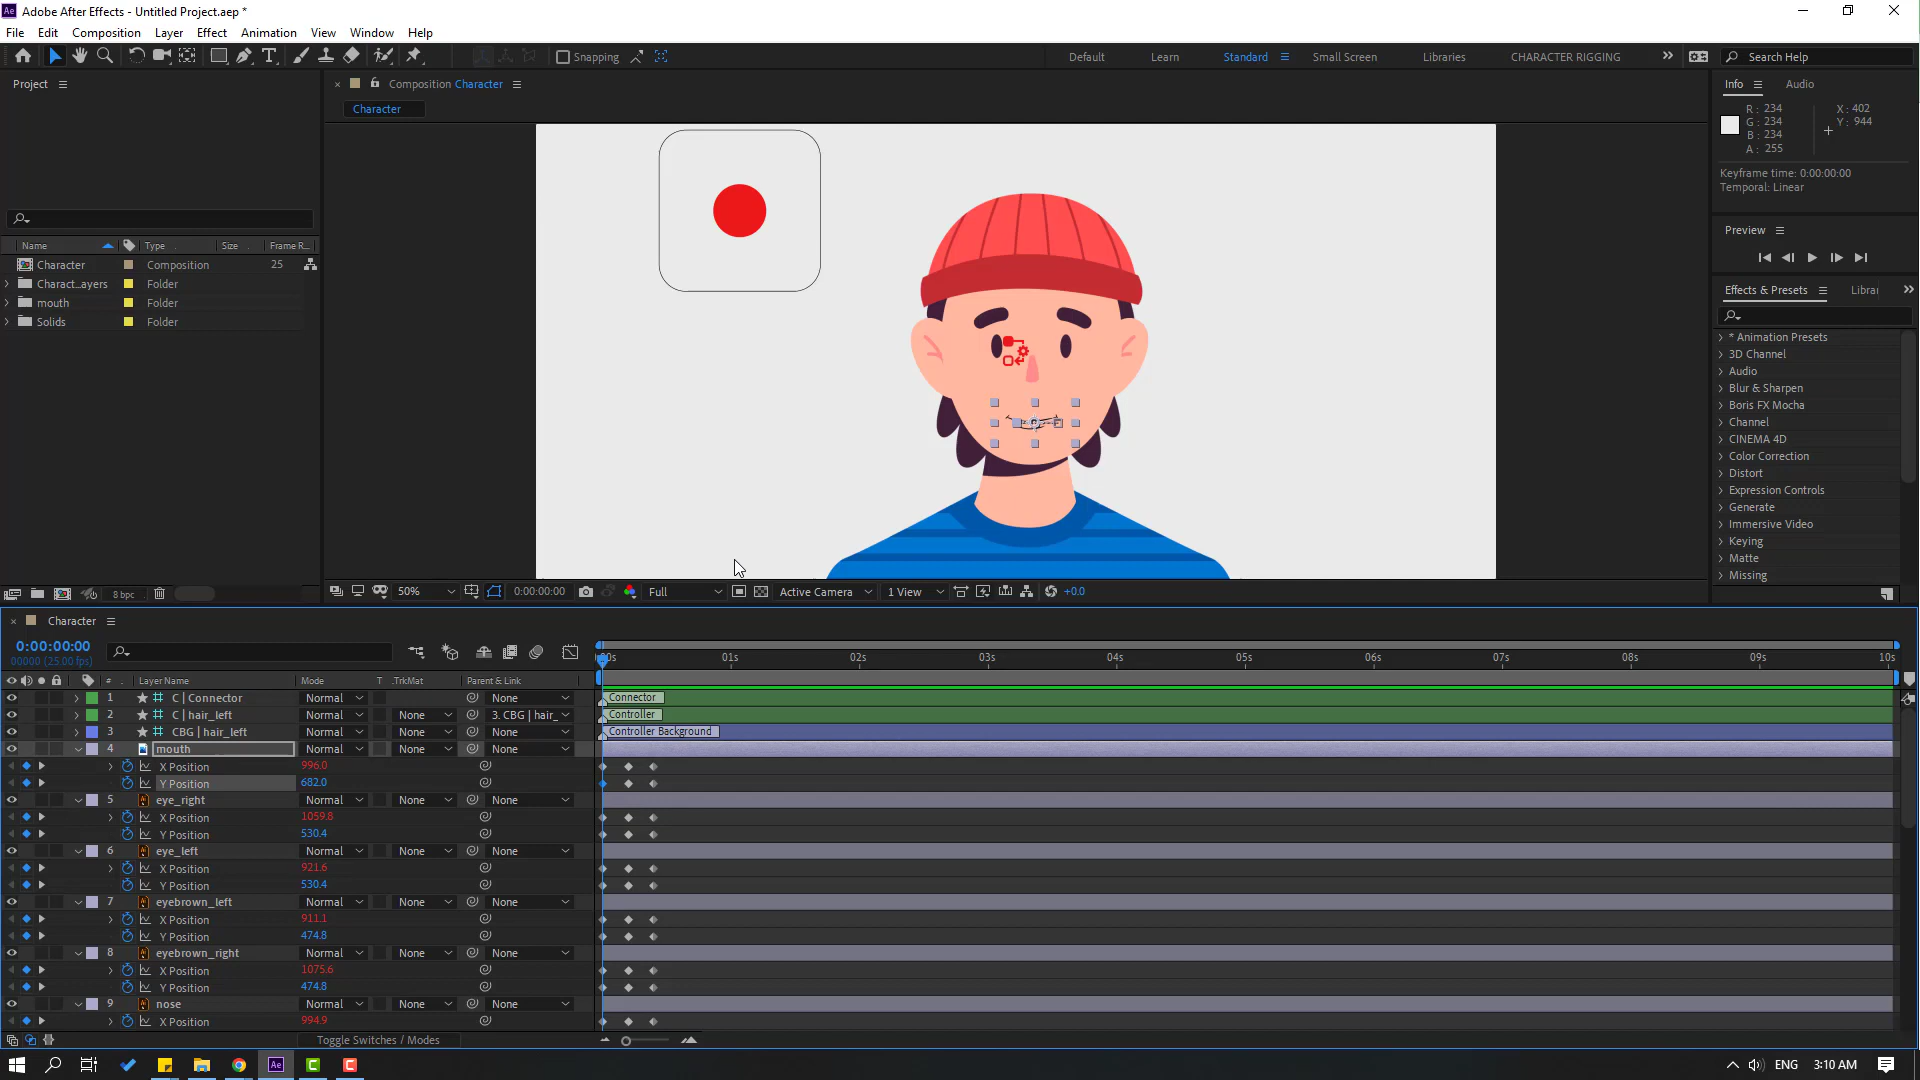 Adobe After Effects - Untitled Project.aep *
File Edit Composition Layer Effect Animation View Window Help
Snapping
Default Learn Standard Small Screen Libraries CHARACTER RIGGING
Search Help
Project
Composition Character
Character
Info Audio
R: 234
G: 234
B: 234
A: 255
X: 402
Y: 944
Keyframe time: 0:00:00:00
Temporal: Linear
Preview
Effects & Presets Librar
* Animation Presets
3D Channel
Audio
Blur & Sharpen
Boris FX Mocha
Channel
CINEMA 4D
Color Correction
Distort
Expression Controls
Generate
Immersive Video
Keying
Matte
Missing
Name Type Size Frame R...
Character Composition 25
Charact...ayers Folder
mouth Folder
Solids Folder
8 bpc
50% 0:00:00:00 Full Active Camera 1 View +0.0
Character
0:00:00:00
00000 (25.00 fps)
00s 01s 02s 03s 04s 05s 06s 07s 08s 09s 10s
# Layer Name Mode T .TrkMat Parent & Link
1 C | Connector Normal None Connector
2 C | hair_left Normal None 3. CBG | hair_ Controller
3 CBG | hair_left Normal None None Controller Background
4 mouth Normal None None
X Position 996.0
Y Position 682.0
5 eye_right Normal None None
X Position 1059.8
Y Position 530.4
6 eye_left Normal None None
X Position 921.6
Y Position 530.4
7 eyebrown_left Normal None None
X Position 911.1
Y Position 474.8
8 eyebrown_right Normal None None
X Position 1075.6
Y Position 474.8
9 nose Normal None None
X Position 994.9
Toggle Switches / Modes
Ae
ENG 3:10 AM